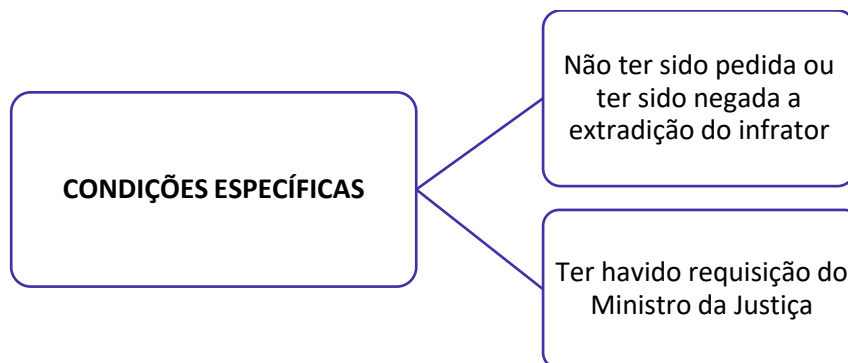 CONDIÇÕES ESPECÍFICAS
Não ter sido pedida ou
ter sido negada a
extradição do infrator
Ter havido requisição do
Ministro da Justiça